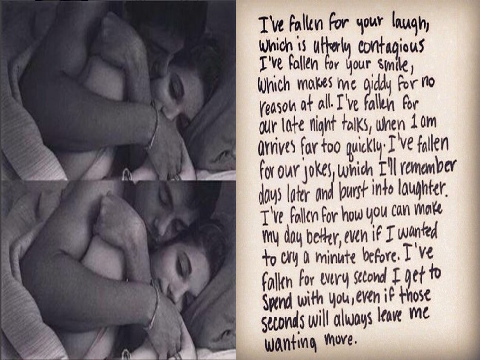 I've fallen for your laugh,
which is utterly contagious
I've fallen for your smile,
which makes me giddy for no
reason at all. I've fallen for
our late night talks, when 1 am
arrives far too quickly. I've fallen
for our jokes, which I'll remember
days later and burst into laughter.
I've fallen for how you can make
my day better, even if I wanted
to cry a minute before. I've
fallen for every second I get to
spend with you, even if those
seconds will always leave me
wanting more.